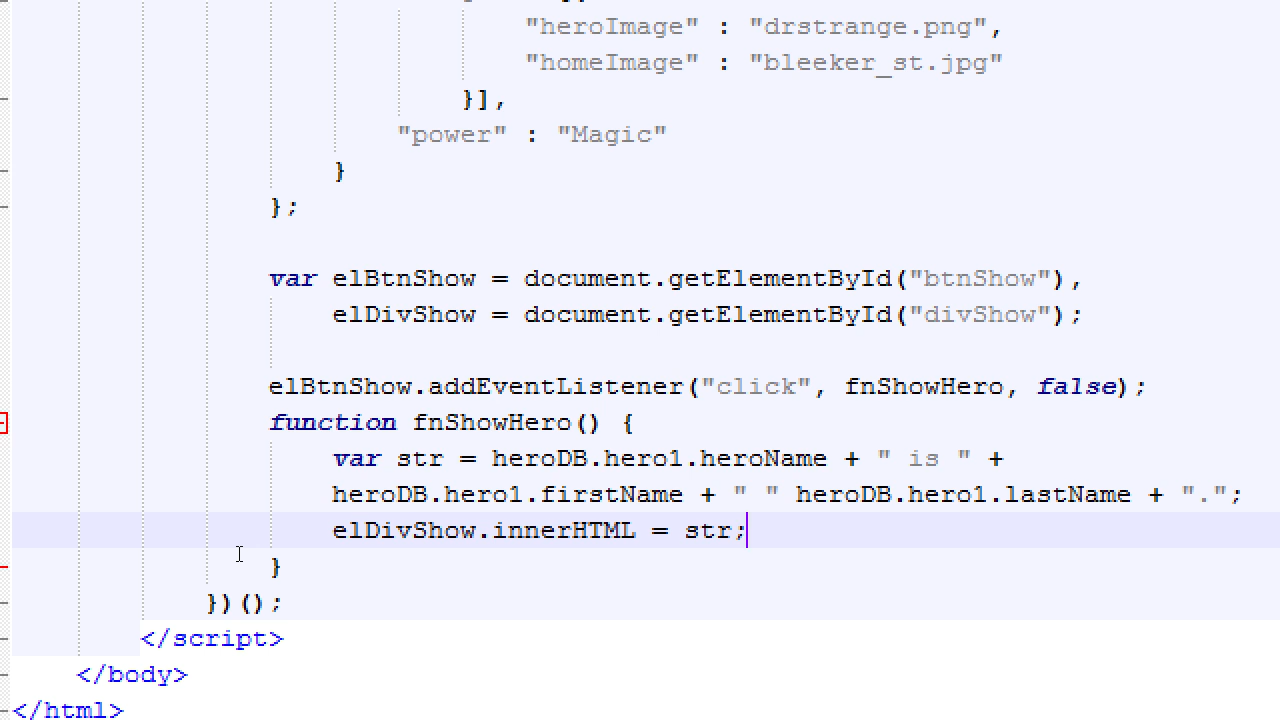 "heroImage" : "drstrange.png",
"homeImage" : "bleeker_st.jpg"
}],
"power" : "Magic"
}
};
var elBtnShow = document.getElementById("btnShow"),
elDivShow = document.getElementById("divShow");
elBtnShow.addEventListener("click", fnShowHero, false);
function fnShowHero() {
var str = heroDB.hero1.heroName + " is " +
heroDB.hero1.firstName + " " heroDB.hero1.lastName + ".";
elDivShow.innerHTML = str;
}
})();
</script>
</body>
</html>